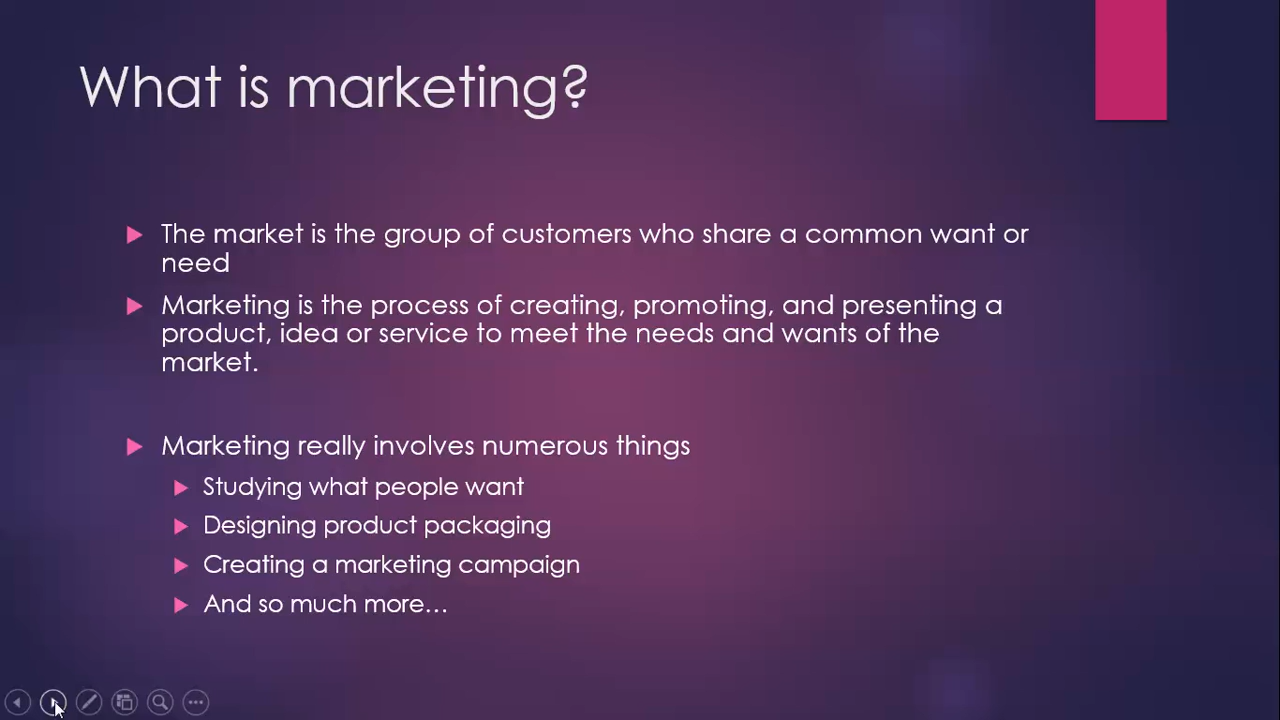 What is marketing?
The market is the group of customers who share a common want or
need
Marketing is the process of creating, promoting, and presenting a
product, idea or service to meet the needs and wants of the
market.
Marketing really involves numerous things
Studying what people want
Designing product packaging
Creating a marketing campaign
And so much more…